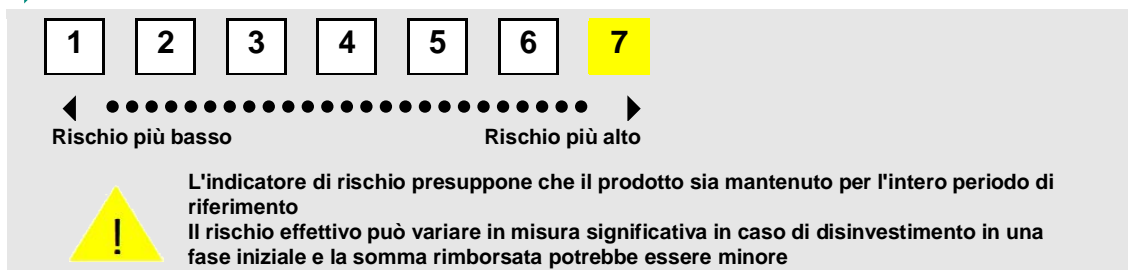 1 2 3 4 5 6 7
Rischio più basso Rischio più alto
L'indicatore di rischio presuppone che il prodotto sia mantenuto per l'intero periodo di
riferimento
Il rischio effettivo può variare in misura significativa in caso di disinvestimento in una
fase iniziale e la somma rimborsata potrebbe essere minore
!